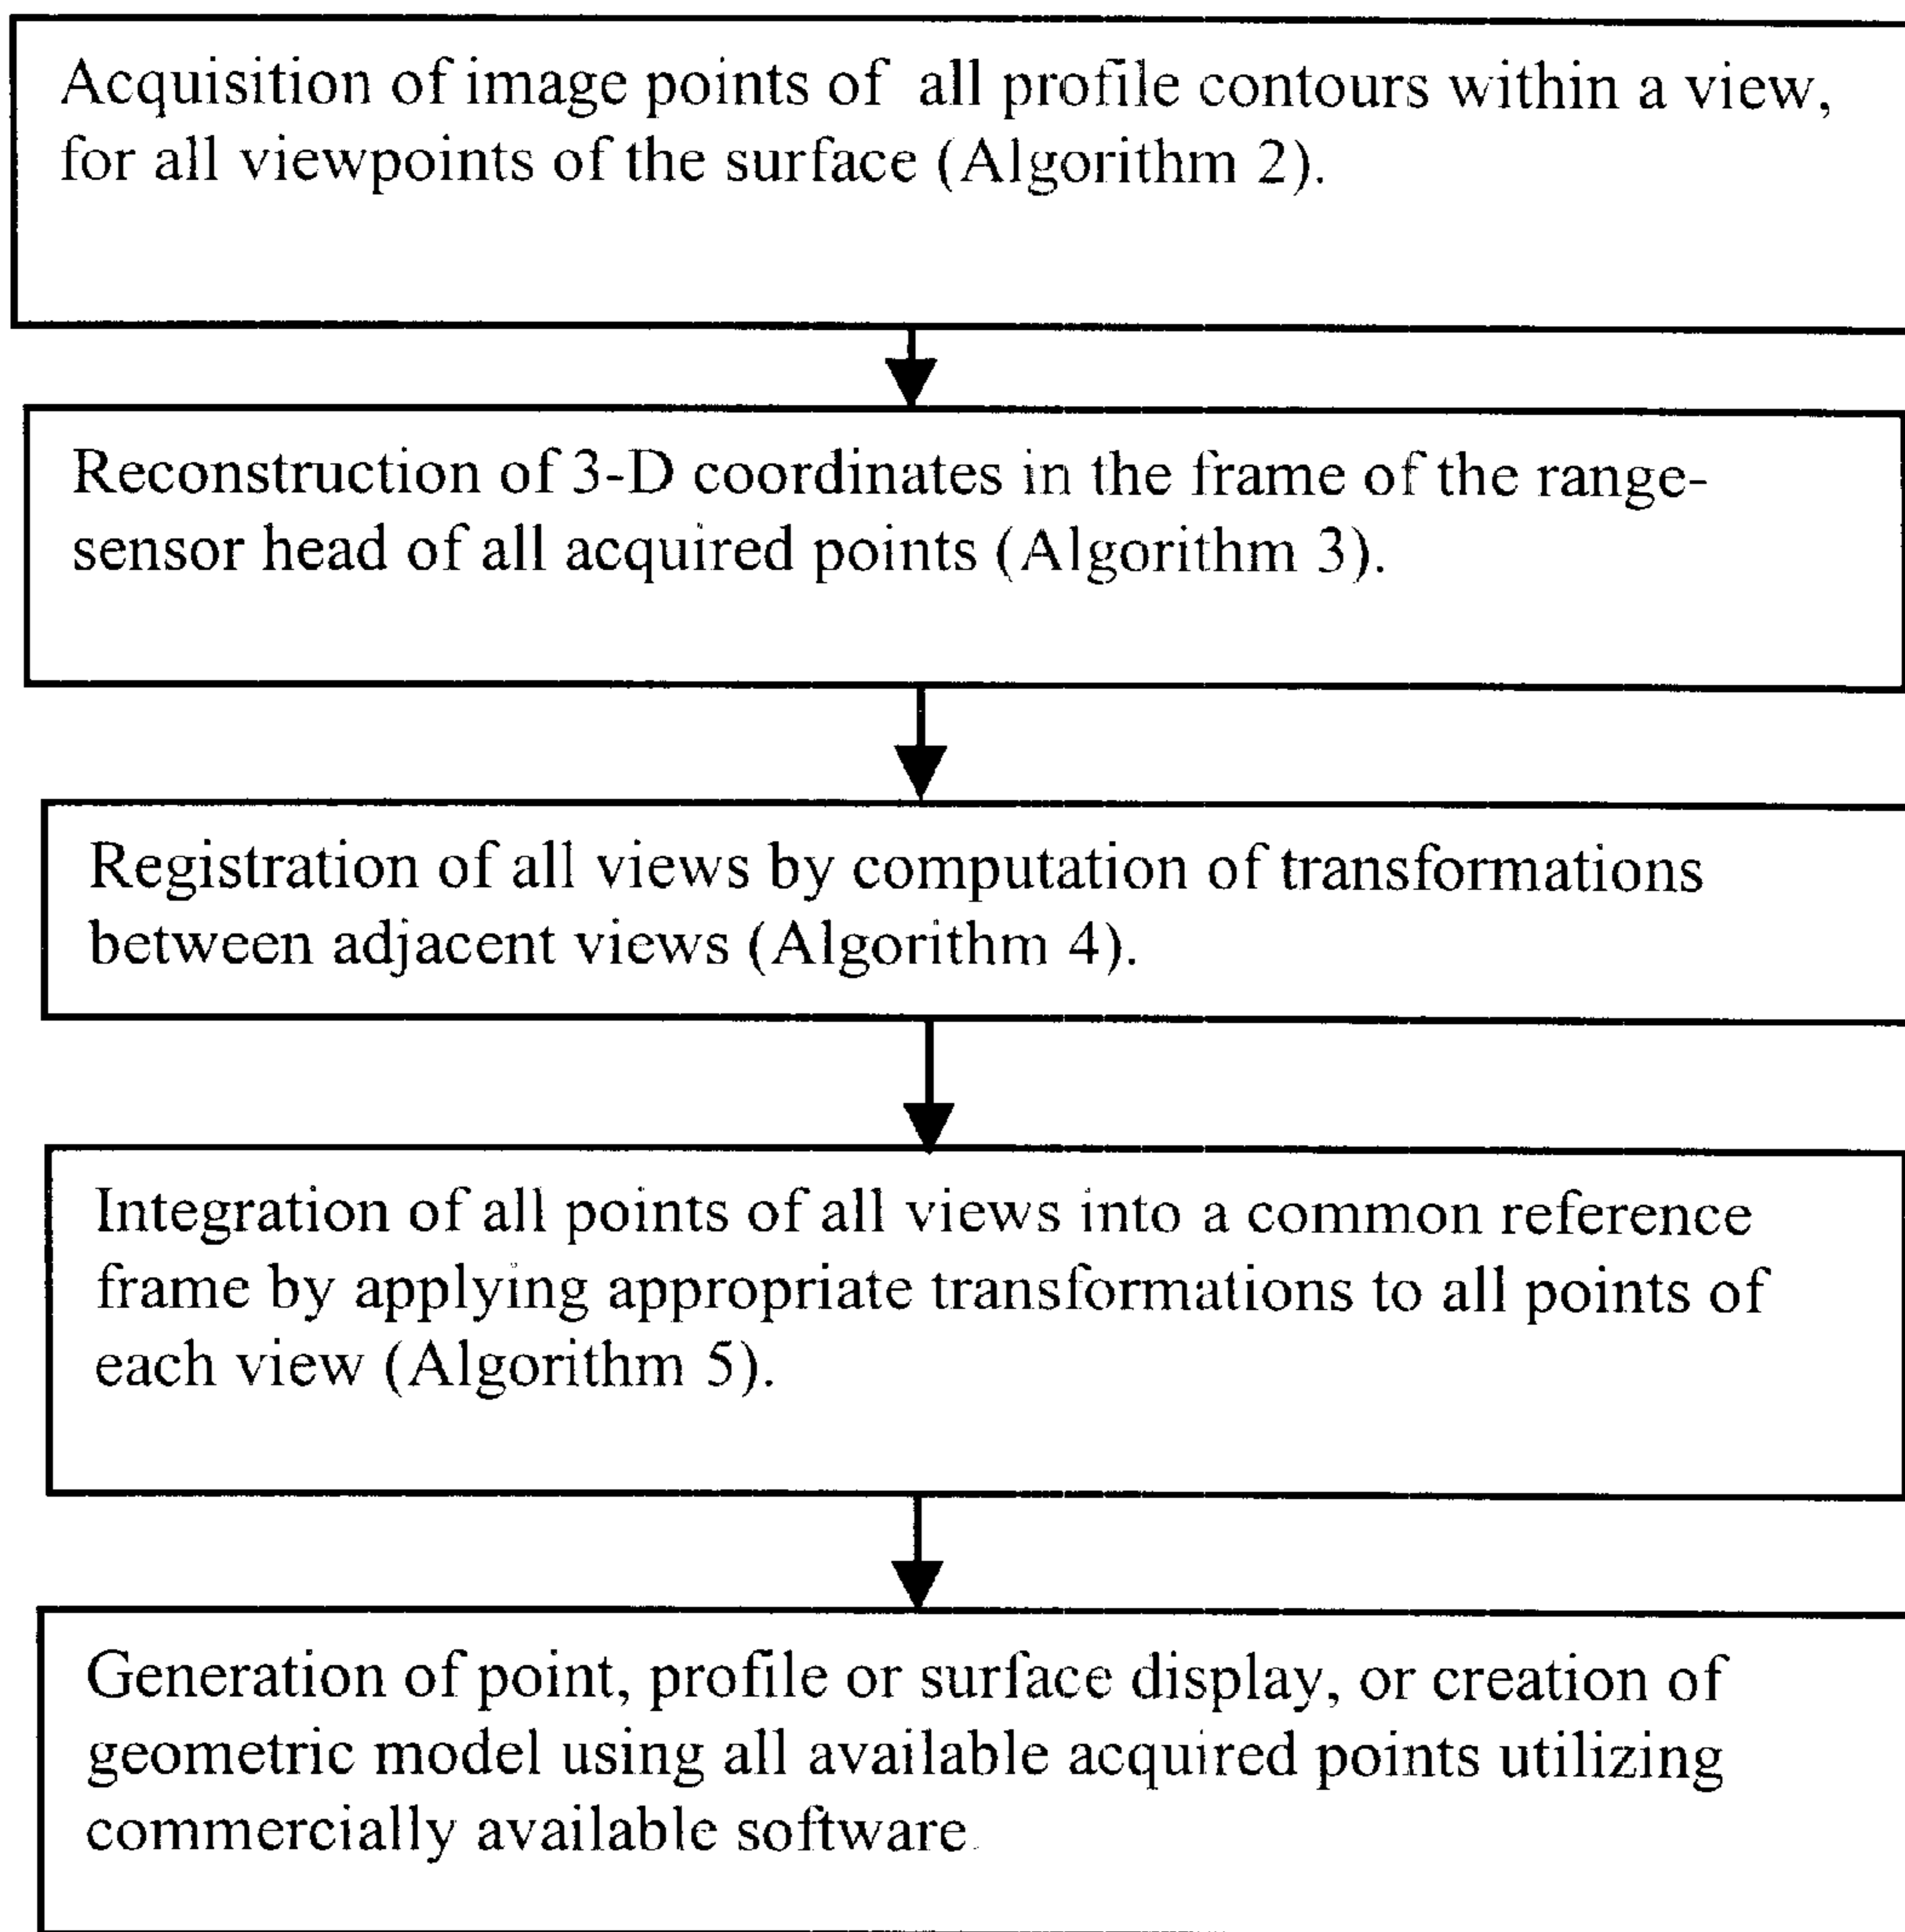 Acquisition of image points of all profile contours within a view,
for all viewpoints of the surface (Algorithm 2).
Reconstruction of 3-D coordinates in the frame of the range-
sensor head of all acquired points (Algorithm 3).
Registration of all views by computation of transformations
between adjacent views (Algorithm 4).
Integration of all points of all views into a common reference
frame by applying appropriate transformations to all points of
each view (Algorithm 5).
Generation of point, profile or surface display, or creation of
geometric model using all available acquired points utilizing
commercially available software.